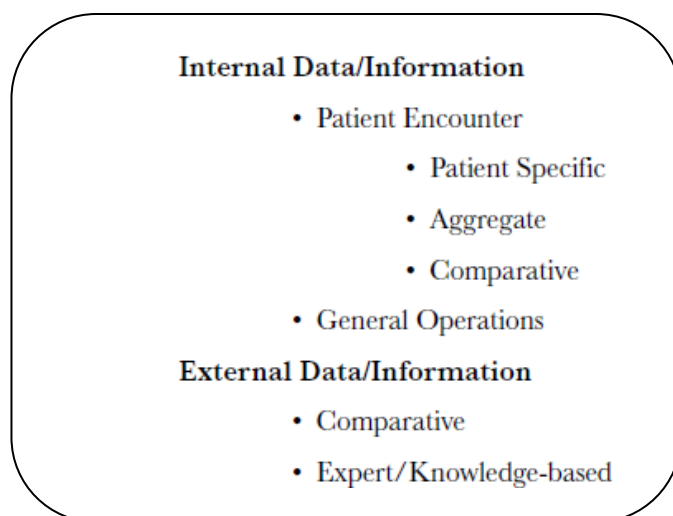 Internal Data/Information
• Patient Encounter
• Patient Specific
• Aggregate
• Comparative
• General Operations
External Data/Information
• Comparative
• Expert/Knowledge-based